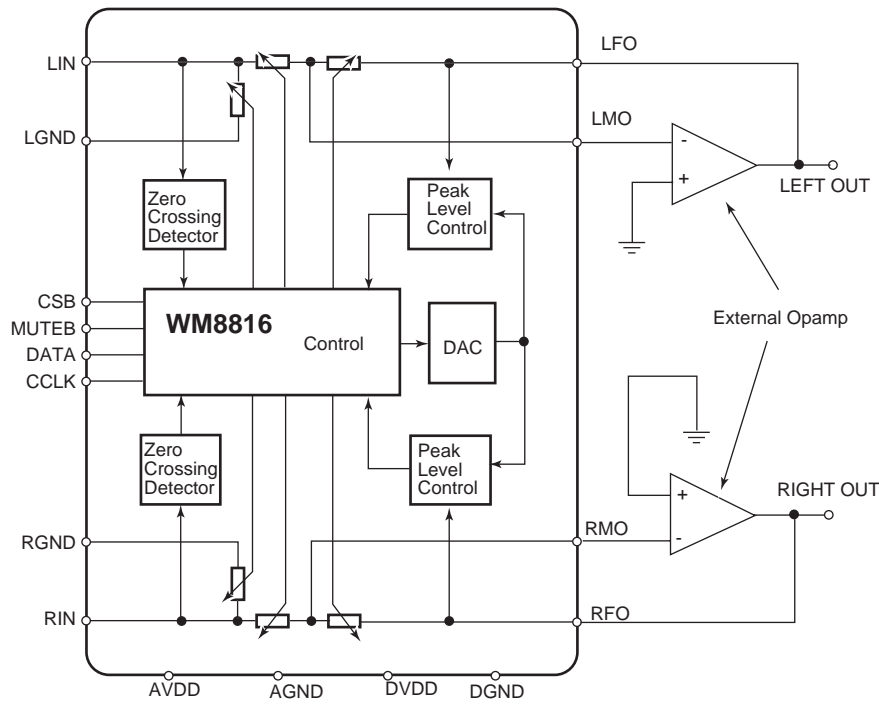 LIN
LFO
LGND
LMO
Zero
Crossing
Detector
Peak
Level
Control
-
+
LEFT OUT
CSB
MUTEB
DATA
CCLK
WM8816
Control
DAC
External Opamp
Zero
Crossing
Detector
Peak
Level
Control
+
-
RIGHT OUT
RGND
RMO
RIN
RFO
AVDD
AGND
DVDD
DGND